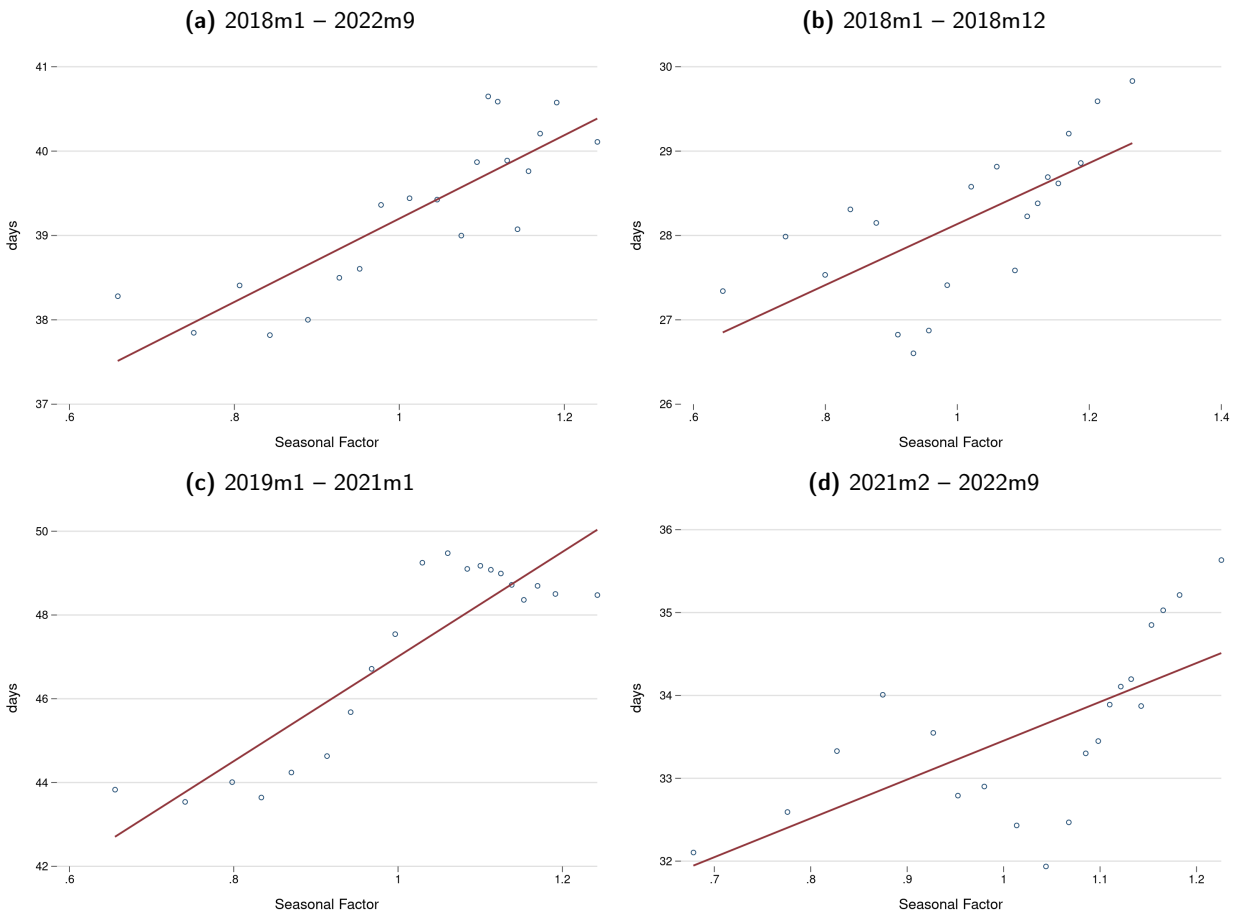 (a) 2018m1 – 2022m9
41
40
39
38
37
days
.6 .8 1 1.2
Seasonal Factor
(b) 2018m1 – 2018m12
30
29
28
27
26
days
.6 .8 1 1.2 1.4
Seasonal Factor
(c) 2019m1 – 2021m1
50
48
46
44
42
days
.6 .8 1 1.2
Seasonal Factor
(d) 2021m2 – 2022m9
36
35
34
33
32
days
.7 .8 .9 1 1.1 1.2
Seasonal Factor